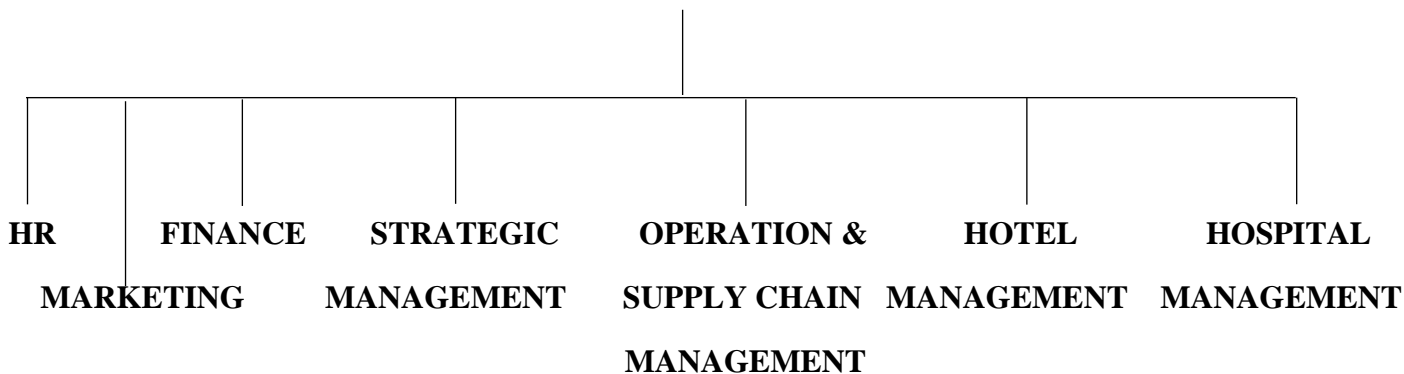 HR FINANCE STRATEGIC OPERATION & HOTEL HOSPITAL
MARKETING MANAGEMENT SUPPLY CHAIN MANAGEMENT MANAGEMENT
MANAGEMENT